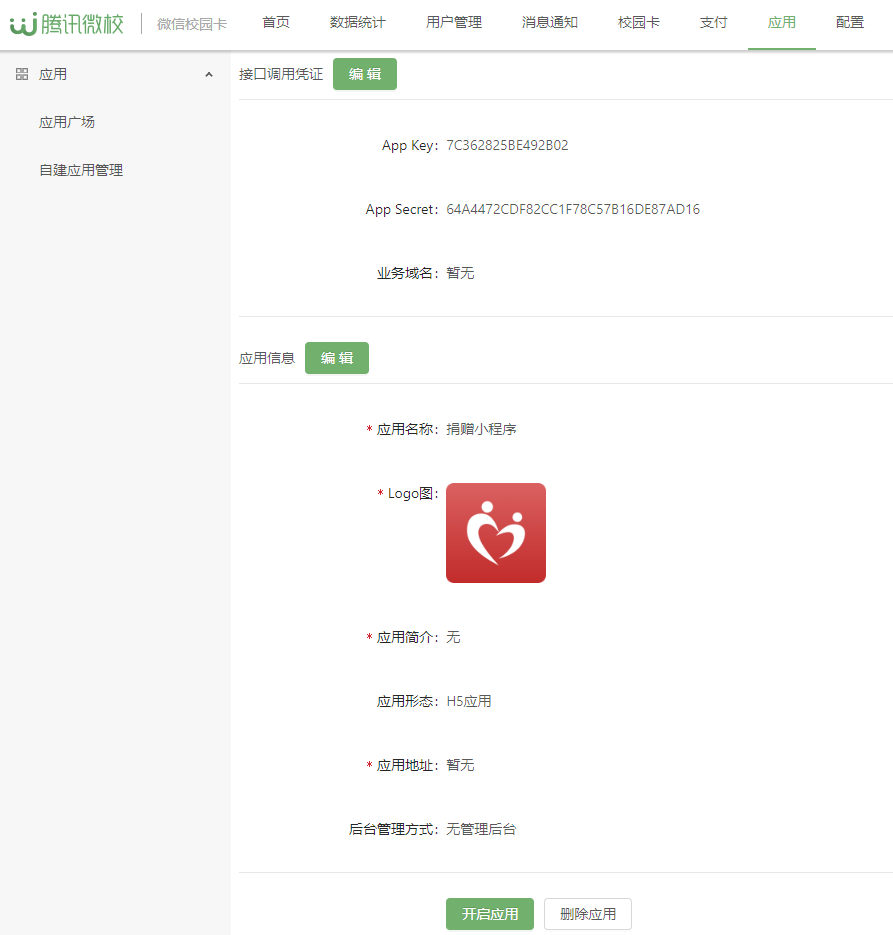 腾讯微校 微信校园卡 首页 数据统计 用户管理 消息通知 校园卡 支付 应用 配置
应用
应用广场
自建应用管理
接口调用凭证 编 辑
App Key: 7C362825BE492B02
App Secret: 64A4472CDF82CC1F78C57B16DE87AD16
业务域名: 暂无
应用信息 编 辑
* 应用名称: 捐赠小程序
* Logo图:
* 应用简介: 无
应用形态: H5应用
* 应用地址: 暂无
后台管理方式: 无管理后台
开启应用 删除应用